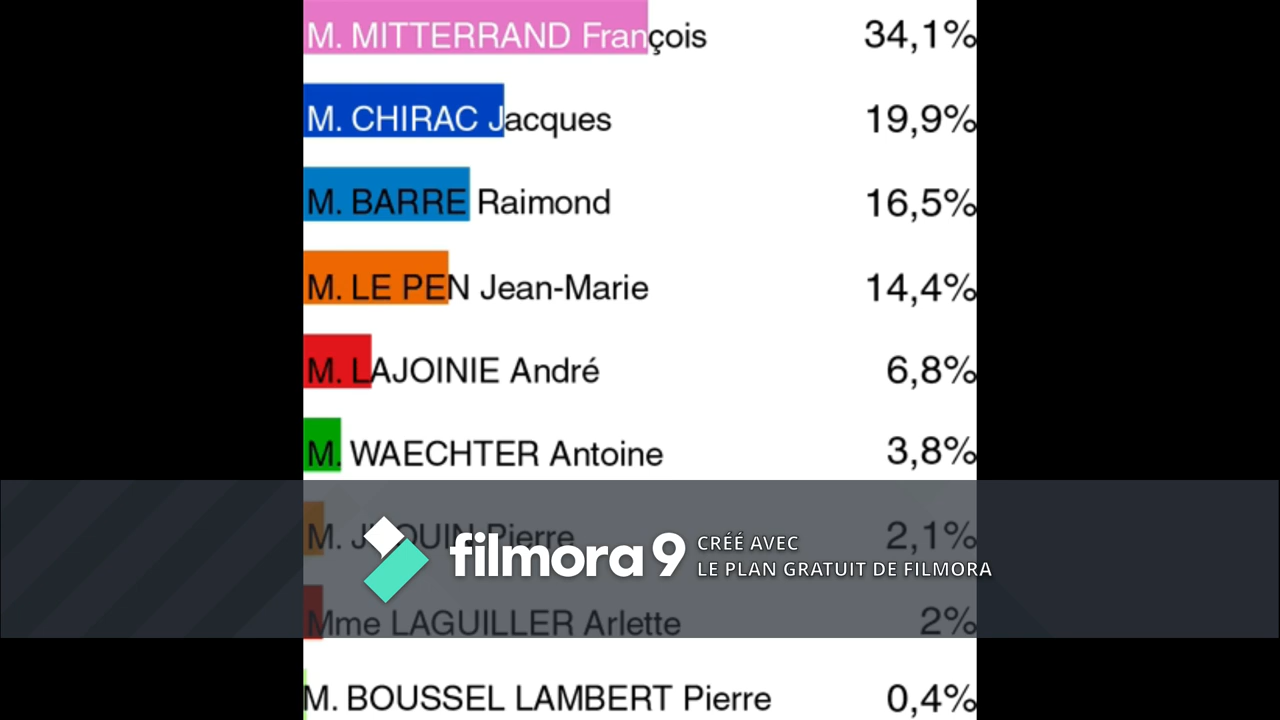 M. MITTERRAND François 34,1%
M. CHIRAC Jacques 19,9%
M. BARRE Raimond 16,5%
M. LE PEN Jean-Marie 14,4%
M. LAJOINIE André 6,8%
M. WAECHTER Antoine 3,8%
M. Pierre 2,1%
filmora9 CRÉÉ AVEC
LE PLAN GRATUIT DE FILMORA
Mme LAGUILLER Arlette 2%
M. BOUSSEL LAMBERT Pierre 0,4%